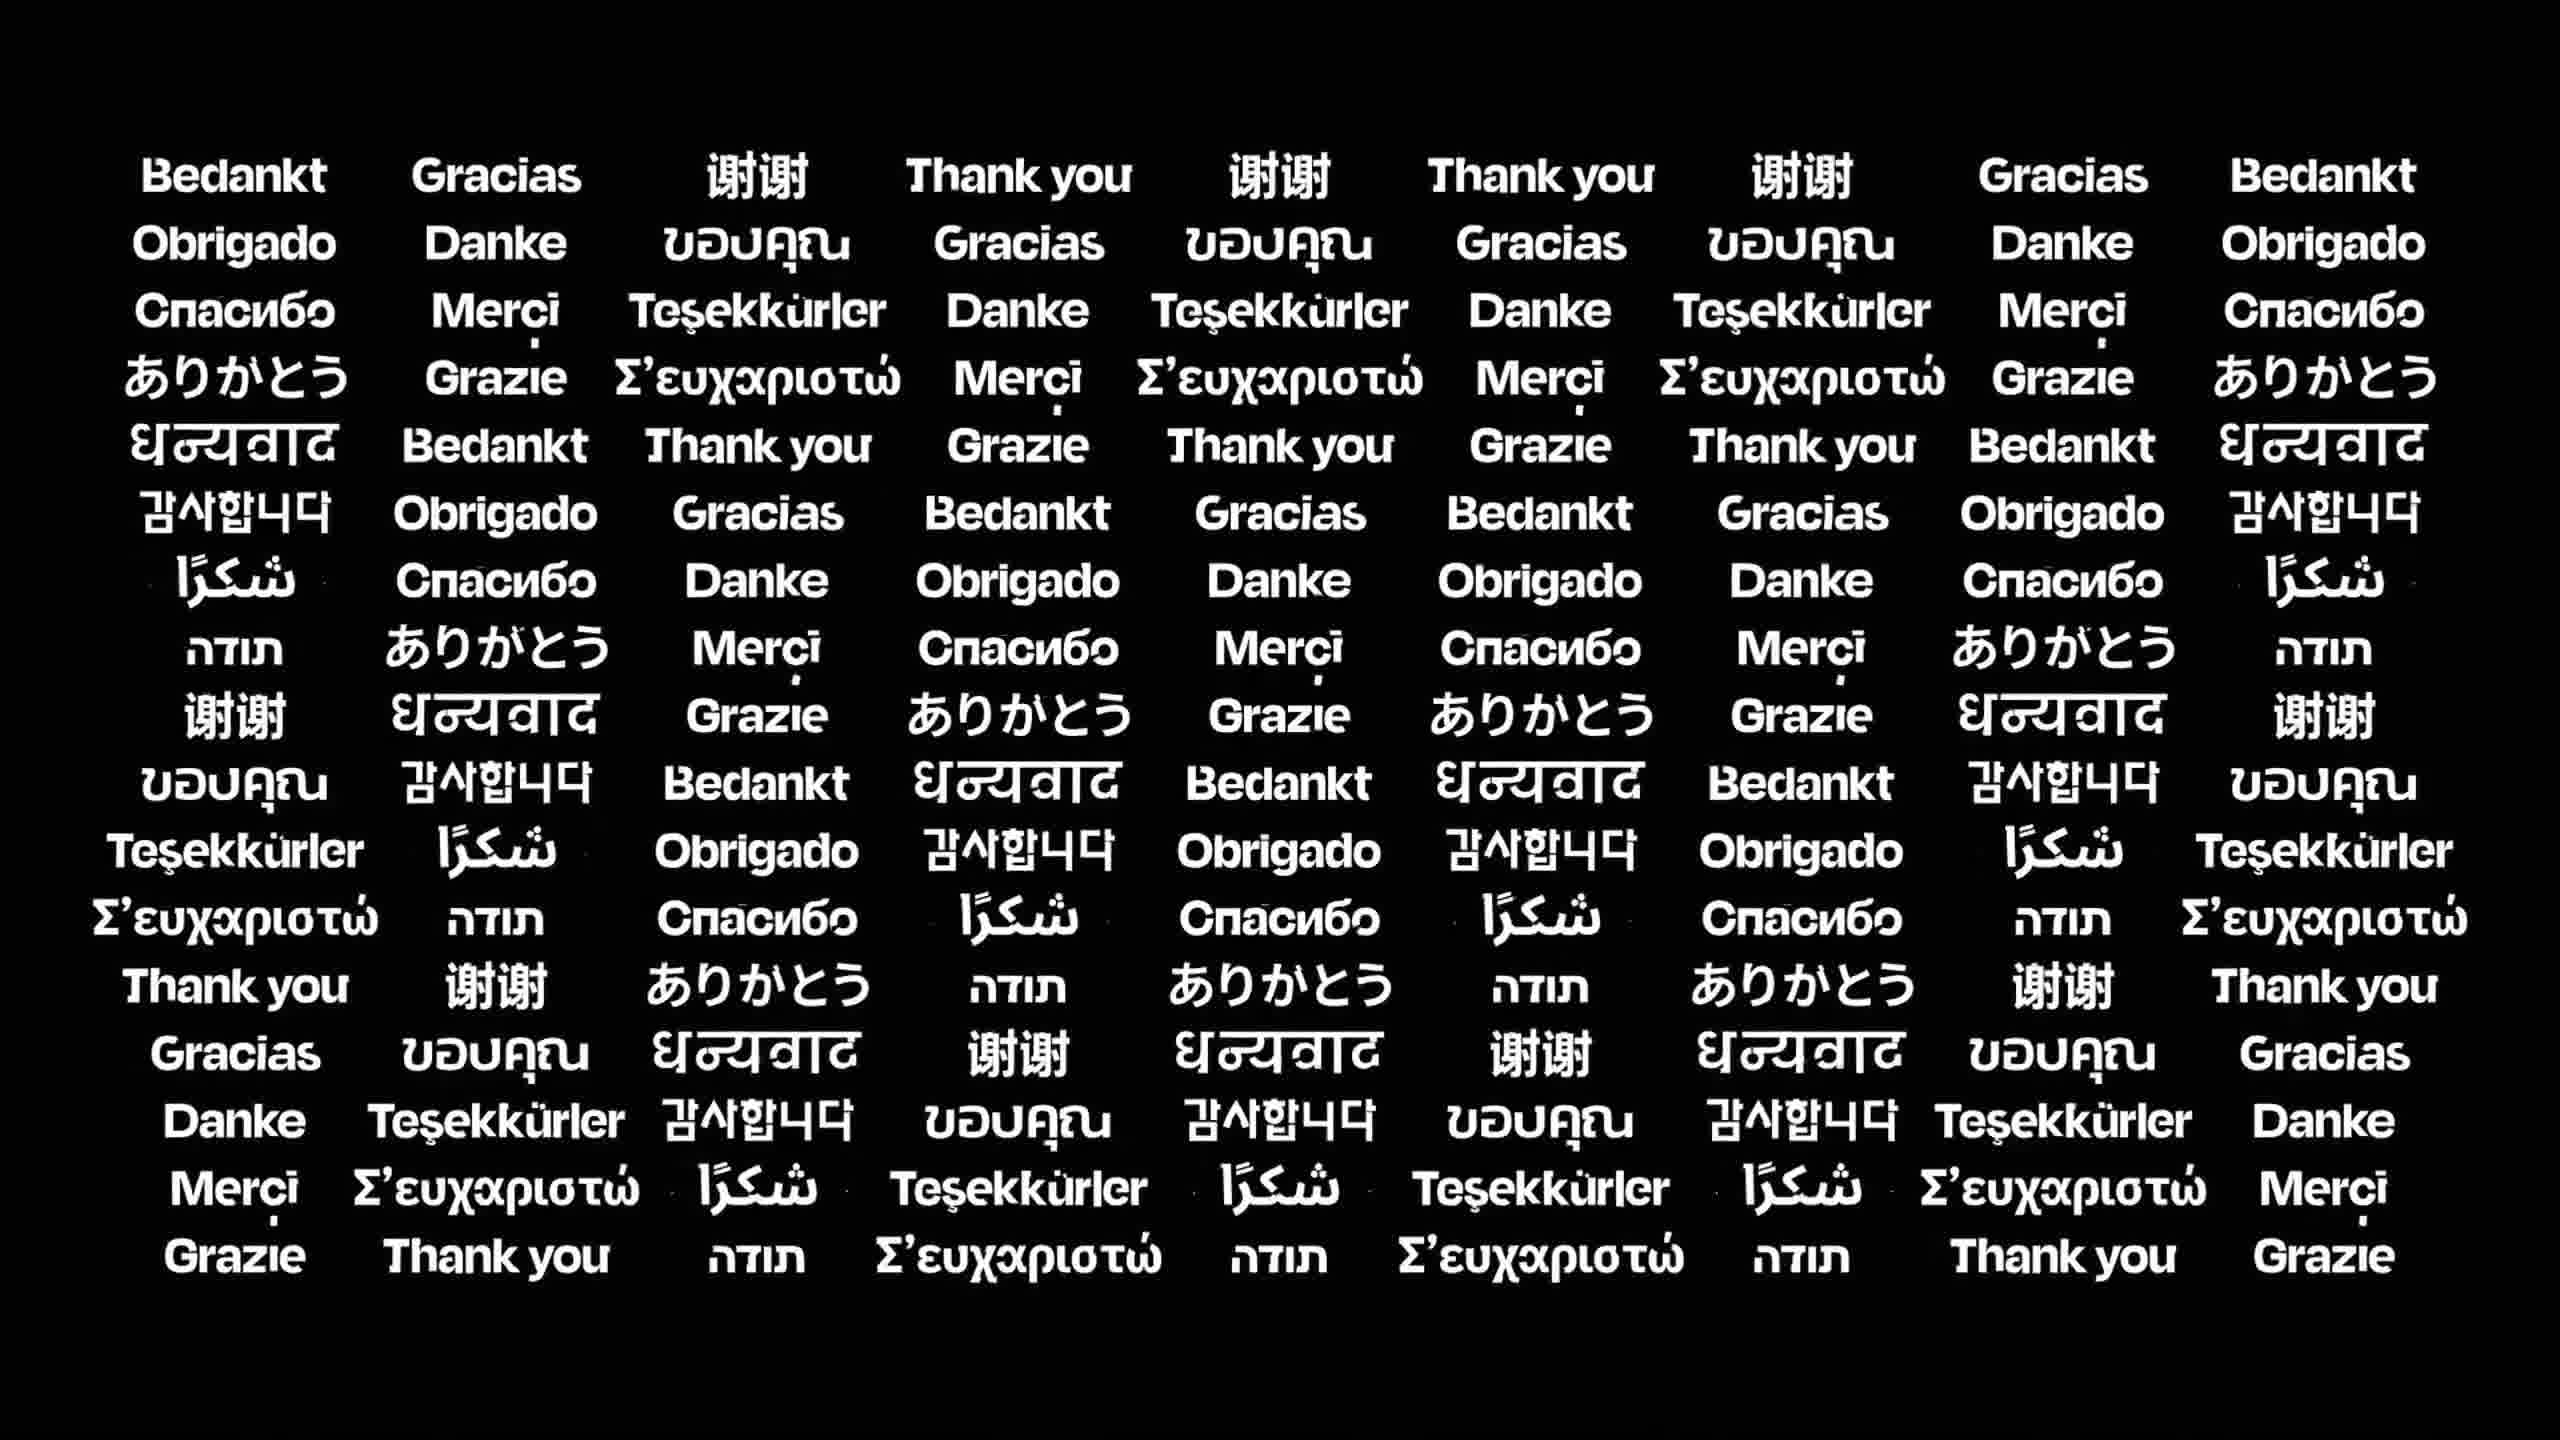 Bedankt Gracias 谢谢 Thank you 谢谢 Thank you 谢谢 Gracias Bedankt
Obrigado Danke ขอบคุณ Gracias ขอบคุณ Gracias ขอบคุณ Danke Obrigado
Спасибо Merci Teşekkürler Danke Teşekkürler Danke Teşekkürler Merci Спасибо
ありがとう Grazie Σ’ευχαριστώ Merci Σ’ευχαριστώ Merci Σ’ευχαριστώ Grazie ありがとう
धन्यवाद Bedankt Thank you Grazie Thank you Grazie Thank you Bedankt धन्यवाद
감사합니다 Obrigado Gracias Bedankt Gracias Bedankt Gracias Obrigado 감사합니다
شكرًا Спасибо Danke Obrigado Danke Obrigado Danke Спасибо شكرًا
תודה ありがとう Merci Спасибо Merci Спасибо Merci ありがとう תודה
谢谢 धन्यवाद Grazie ありがとう Grazie ありがとう Grazie धन्यवाद 谢谢
ขอบคุณ 감사합니다 Bedankt धन्यवाद Bedankt धन्यवाद Bedankt 감사합니다 ขอบคุณ
Teşekkürler شكرًا Obrigado 감사합니다 Obrigado 감사합니다 Obrigado شكرًا Teşekkürler
Σ’ευχαριστώ תודה Спасибо شكرًا Спасибо شكرًا Спасибо תודה Σ’ευχαριστώ
Thank you 谢谢 ありがとう תודה ありがとう תודה ありがとう 谢谢 Thank you
Gracias ขอบคุณ धन्यवाद 谢谢 धन्यवाद 谢谢 धन्यवाद ขอบคุณ Gracias
Danke Teşekkürler 감사합니다 ขอบคุณ 감사합니다 ขอบคุณ 감사합니다 Teşekkürler Danke
Merci Σ’ευχαριστώ شكرًا Teşekkürler شكرًا Teşekkürler شكرًا Σ’ευχαριστώ Merci
Grazie Thank you תודה Σ’ευχαριστώ תודה Σ’ευχαριστώ תודה Thank you Grazie